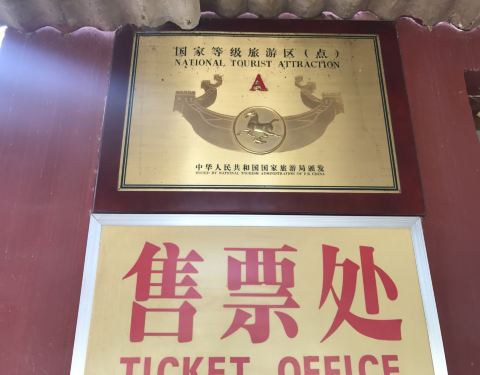 国家等级旅游区（点）
NATIONAL TOURIST ATTRACTION
A
中华人民共和国国家旅游局颁发
ISSUED BY NATIONAL TOURISM ADMINISTRATION OF P.R.CHINA
售票处
TICKET OFFICE